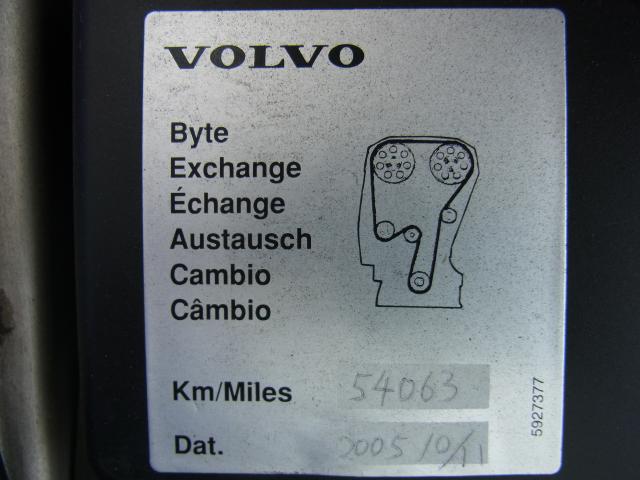 VOLVO
Byte
Exchange
Échange
Austausch
Cambio
Câmbio
Km/Miles 54063
Dat. 2005 10/11
5927377